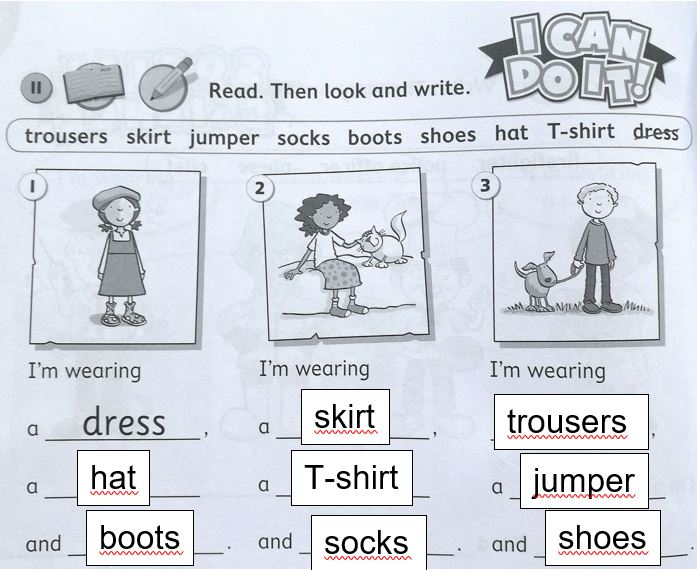 I CAN
DO IT!
11
Read. Then look and write.
trousers skirt jumper socks boots shoes hat T-shirt dress
1
I'm wearing
a dress,
a hat
and boots.
2
I'm wearing
a skirt,
a T-shirt
and socks.
3
I'm wearing
trousers,
a jumper
and shoes.